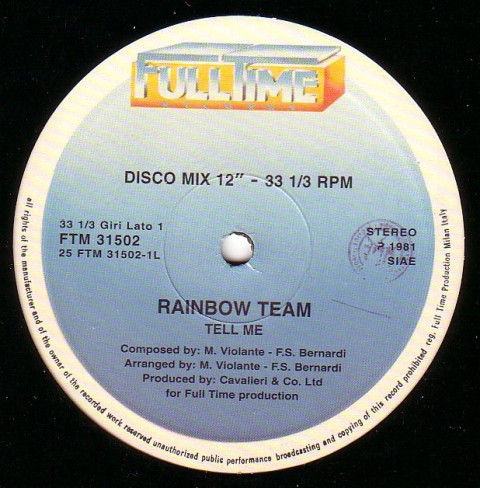 FULLTIME
RECORDS
DISCO MIX 12" - 33 1/3 RPM
33 1/3 Giri Lato 1
FTM 31502
25 FTM 31502-1L
STEREO
P 1981
SIAE
RAINBOW TEAM
TELL ME
Composed by: M. Violante - F.S. Bernardi
Arranged by: M. Violante - F.S. Bernardi
Produced by: Cavalieri & Co. Ltd
for Full Time production
all rights of the manufacturer and of the owner of the recorded work reserved unauthorized public performance broadcasting and copying of this record prohibited reg. Full Time Production Milan Italy